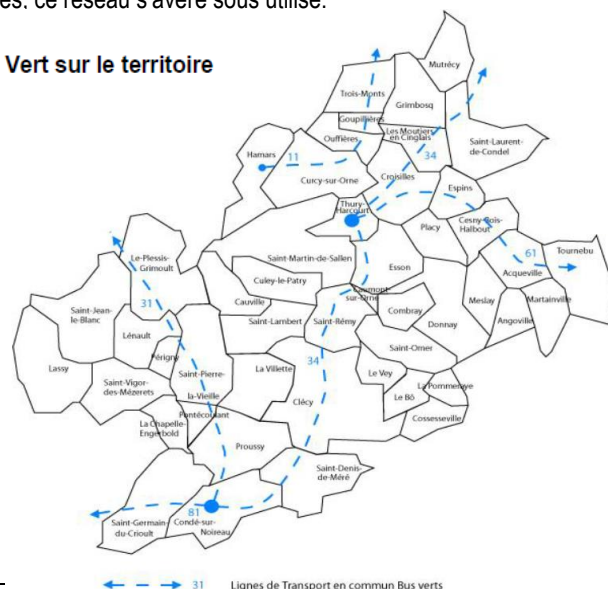 es, ce réseau s'avère sous utilisé.
Vert sur le territoire
Mutrécy
Trois-Monts
Grimbosq
Goupillières
Les Moutiers
en Cinglais
Saint-Laurent-
de-Condel
Ouffières
Hamars
11
34
Curcy-sur-Orne
Croisilles
Espins
Thury-
Harcourt
Cesny-Bois-
Halbout
Placy
61
Tournebu
Le-Plessis-
Grimoult
Saint-Martin-de-Sallen
Esson
Acqueville
Culey-le-Patry
Caumont-
sur-Orne
Meslay
Martainville
31
Cauville
Combray
Saint-Jean-
le-Blanc
Saint-Lambert
Saint-Rémy
Donnay
Angoville
Lénault
Saint-Omer
Périgny
34
Lassy
Saint-Pierre-
la-Vieille
La Villette
Le Vey
Saint-Vigor-
des-Mézerets
La Pommeraye
Clécy
Le Bô
Pontécoulant
La Chapelle-
Engerbold
Cossesseville
Proussy
Saint-Denis-
de-Méré
81
Saint-Germain-
du-Crioult
Condé-sur-
Noireau
31 Lignes de Transport en commun Bus verts